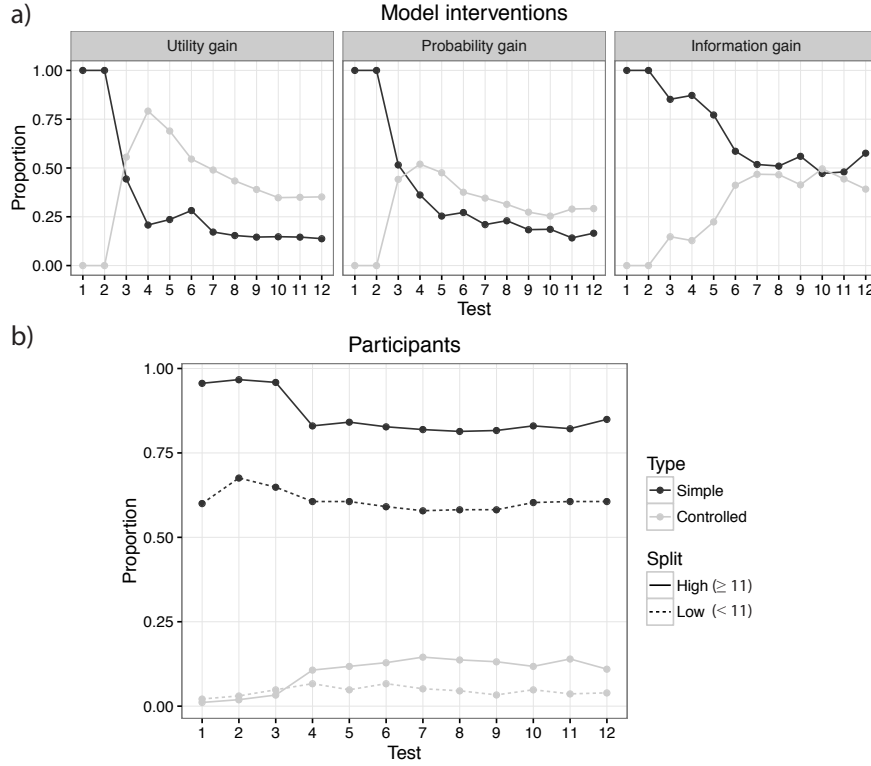 a)
Model interventions
Utility gain Probability gain Information gain
Proportion
1.00
0.75
0.50
0.25
0.00
1 2 3 4 5 6 7 8 9 10 11 12 1 2 3 4 5 6 7 8 9 10 11 12 1 2 3 4 5 6 7 8 9 10 11 12
Test
b)
Participants
Proportion
1.00
0.75
0.50
0.25
0.00
1 2 3 4 5 6 7 8 9 10 11 12
Test
Type
Simple
Controlled
Split
High (≥ 11)
Low (< 11)